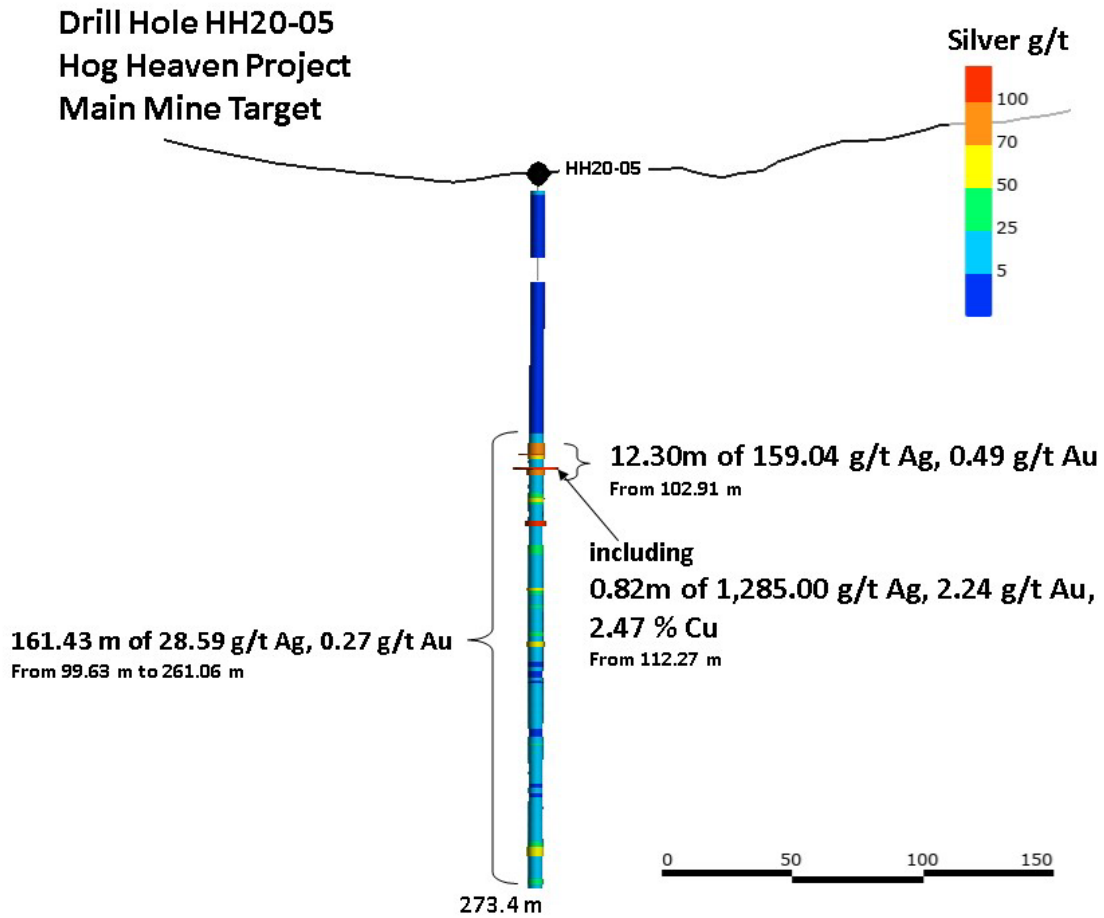 Drill Hole HH20-05
Hog Heaven Project
Main Mine Target
Silver g/t
100
70
50
25
5
HH20-05
12.30m of 159.04 g/t Ag, 0.49 g/t Au
From 102.91 m
including
0.82m of 1,285.00 g/t Ag, 2.24 g/t Au,
2.47 % Cu
From 112.27 m
161.43 m of 28.59 g/t Ag, 0.27 g/t Au
From 99.63 m to 261.06 m
0 50 100 150
273.4 m